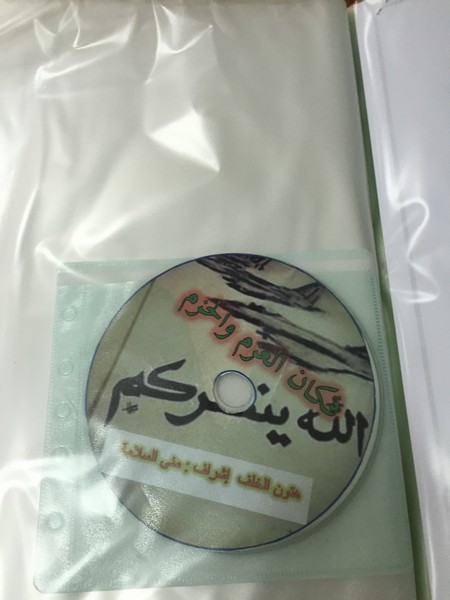 فكان العزم والحزم
الله ينصركم
إشراف : منى السلامة